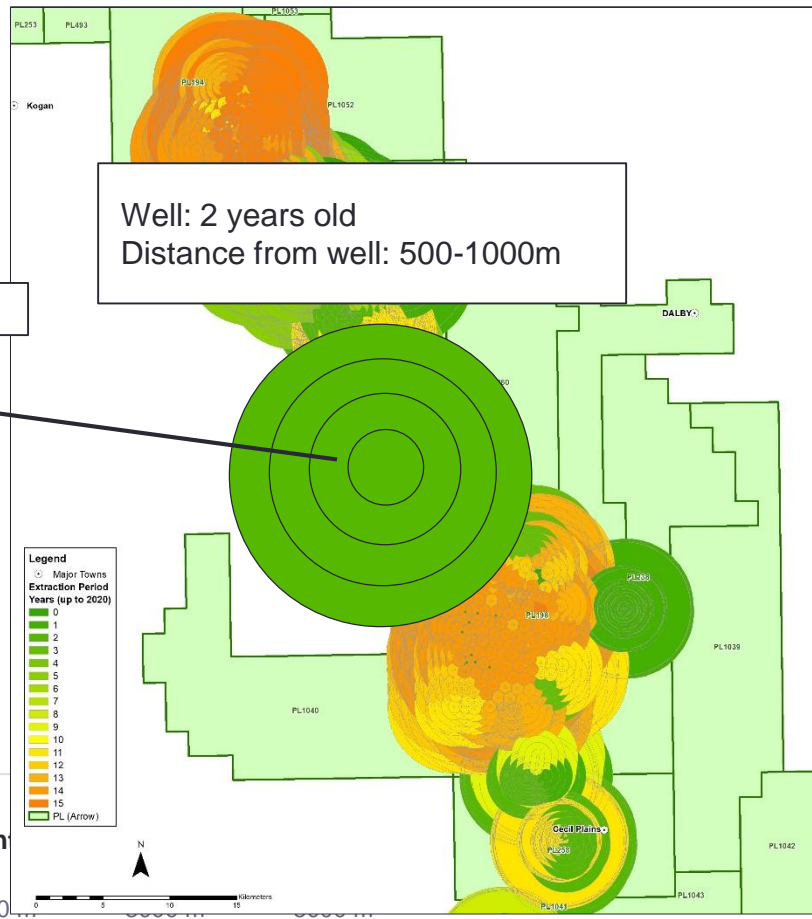 PL253
PL493
PL1053
PL194
Kogan
PL1052
Well: 2 years old
Distance from well: 500-1000m
DALBY
60
Legend
Major Towns
Extraction Period
Years (up to 2020)
0
1
2
3
4
5
6
7
8
9
10
11
12
13
14
15
PL (Arrow)
PL238
PL198
PL1039
PL1040
N
Cecil Plains
PL1042
Kilometers
0
5
10
15
PL1041
PL1043